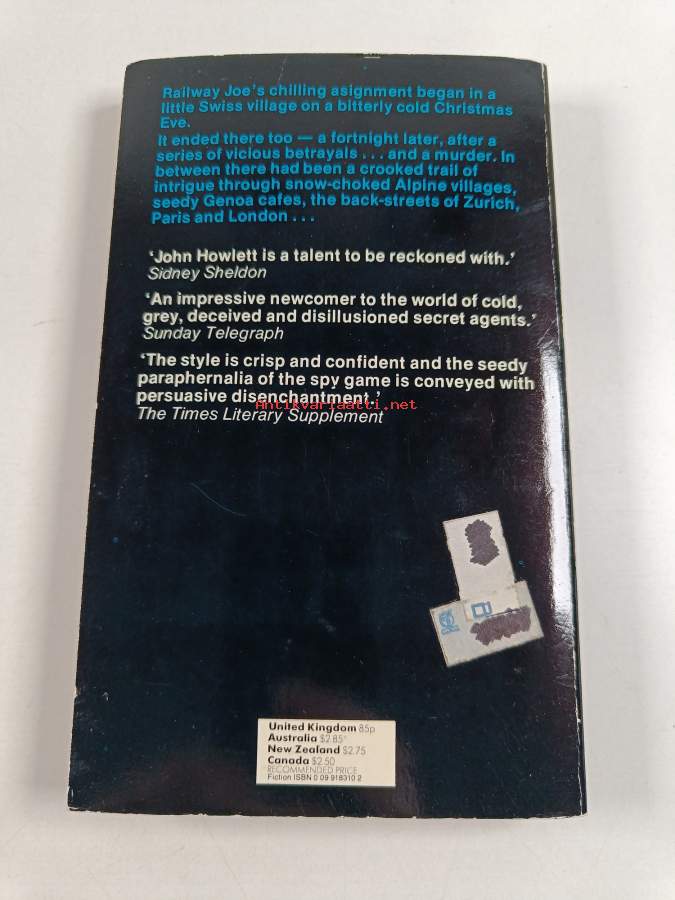 Railway Joe's chilling asignment began in a
little Swiss village on a bitterly cold Christmas
Eve.
It ended there too — a fortnight later, after a
series of vicious betrayals . . . and a murder. In
between there had been a crooked trail of
intrigue through snow-choked Alpine villages,
seedy Genoa cafes, the back-streets of Zurich,
Paris and London . . .
'John Howlett is a talent to be reckoned with.'
Sidney Sheldon
'An impressive newcomer to the world of cold,
grey, deceived and disillusioned secret agents.'
Sunday Telegraph
'The style is crisp and confident and the seedy
paraphernalia of the spy game is conveyed with
persuasive disenchantment.'
Antikvariaatti.net
The Times Literary Supplement
United Kingdom 85p
Australia $2.85*
New Zealand $2.75
Canada $2.50
RECOMMENDED PRICE
Fiction ISBN 0 09 918310 2